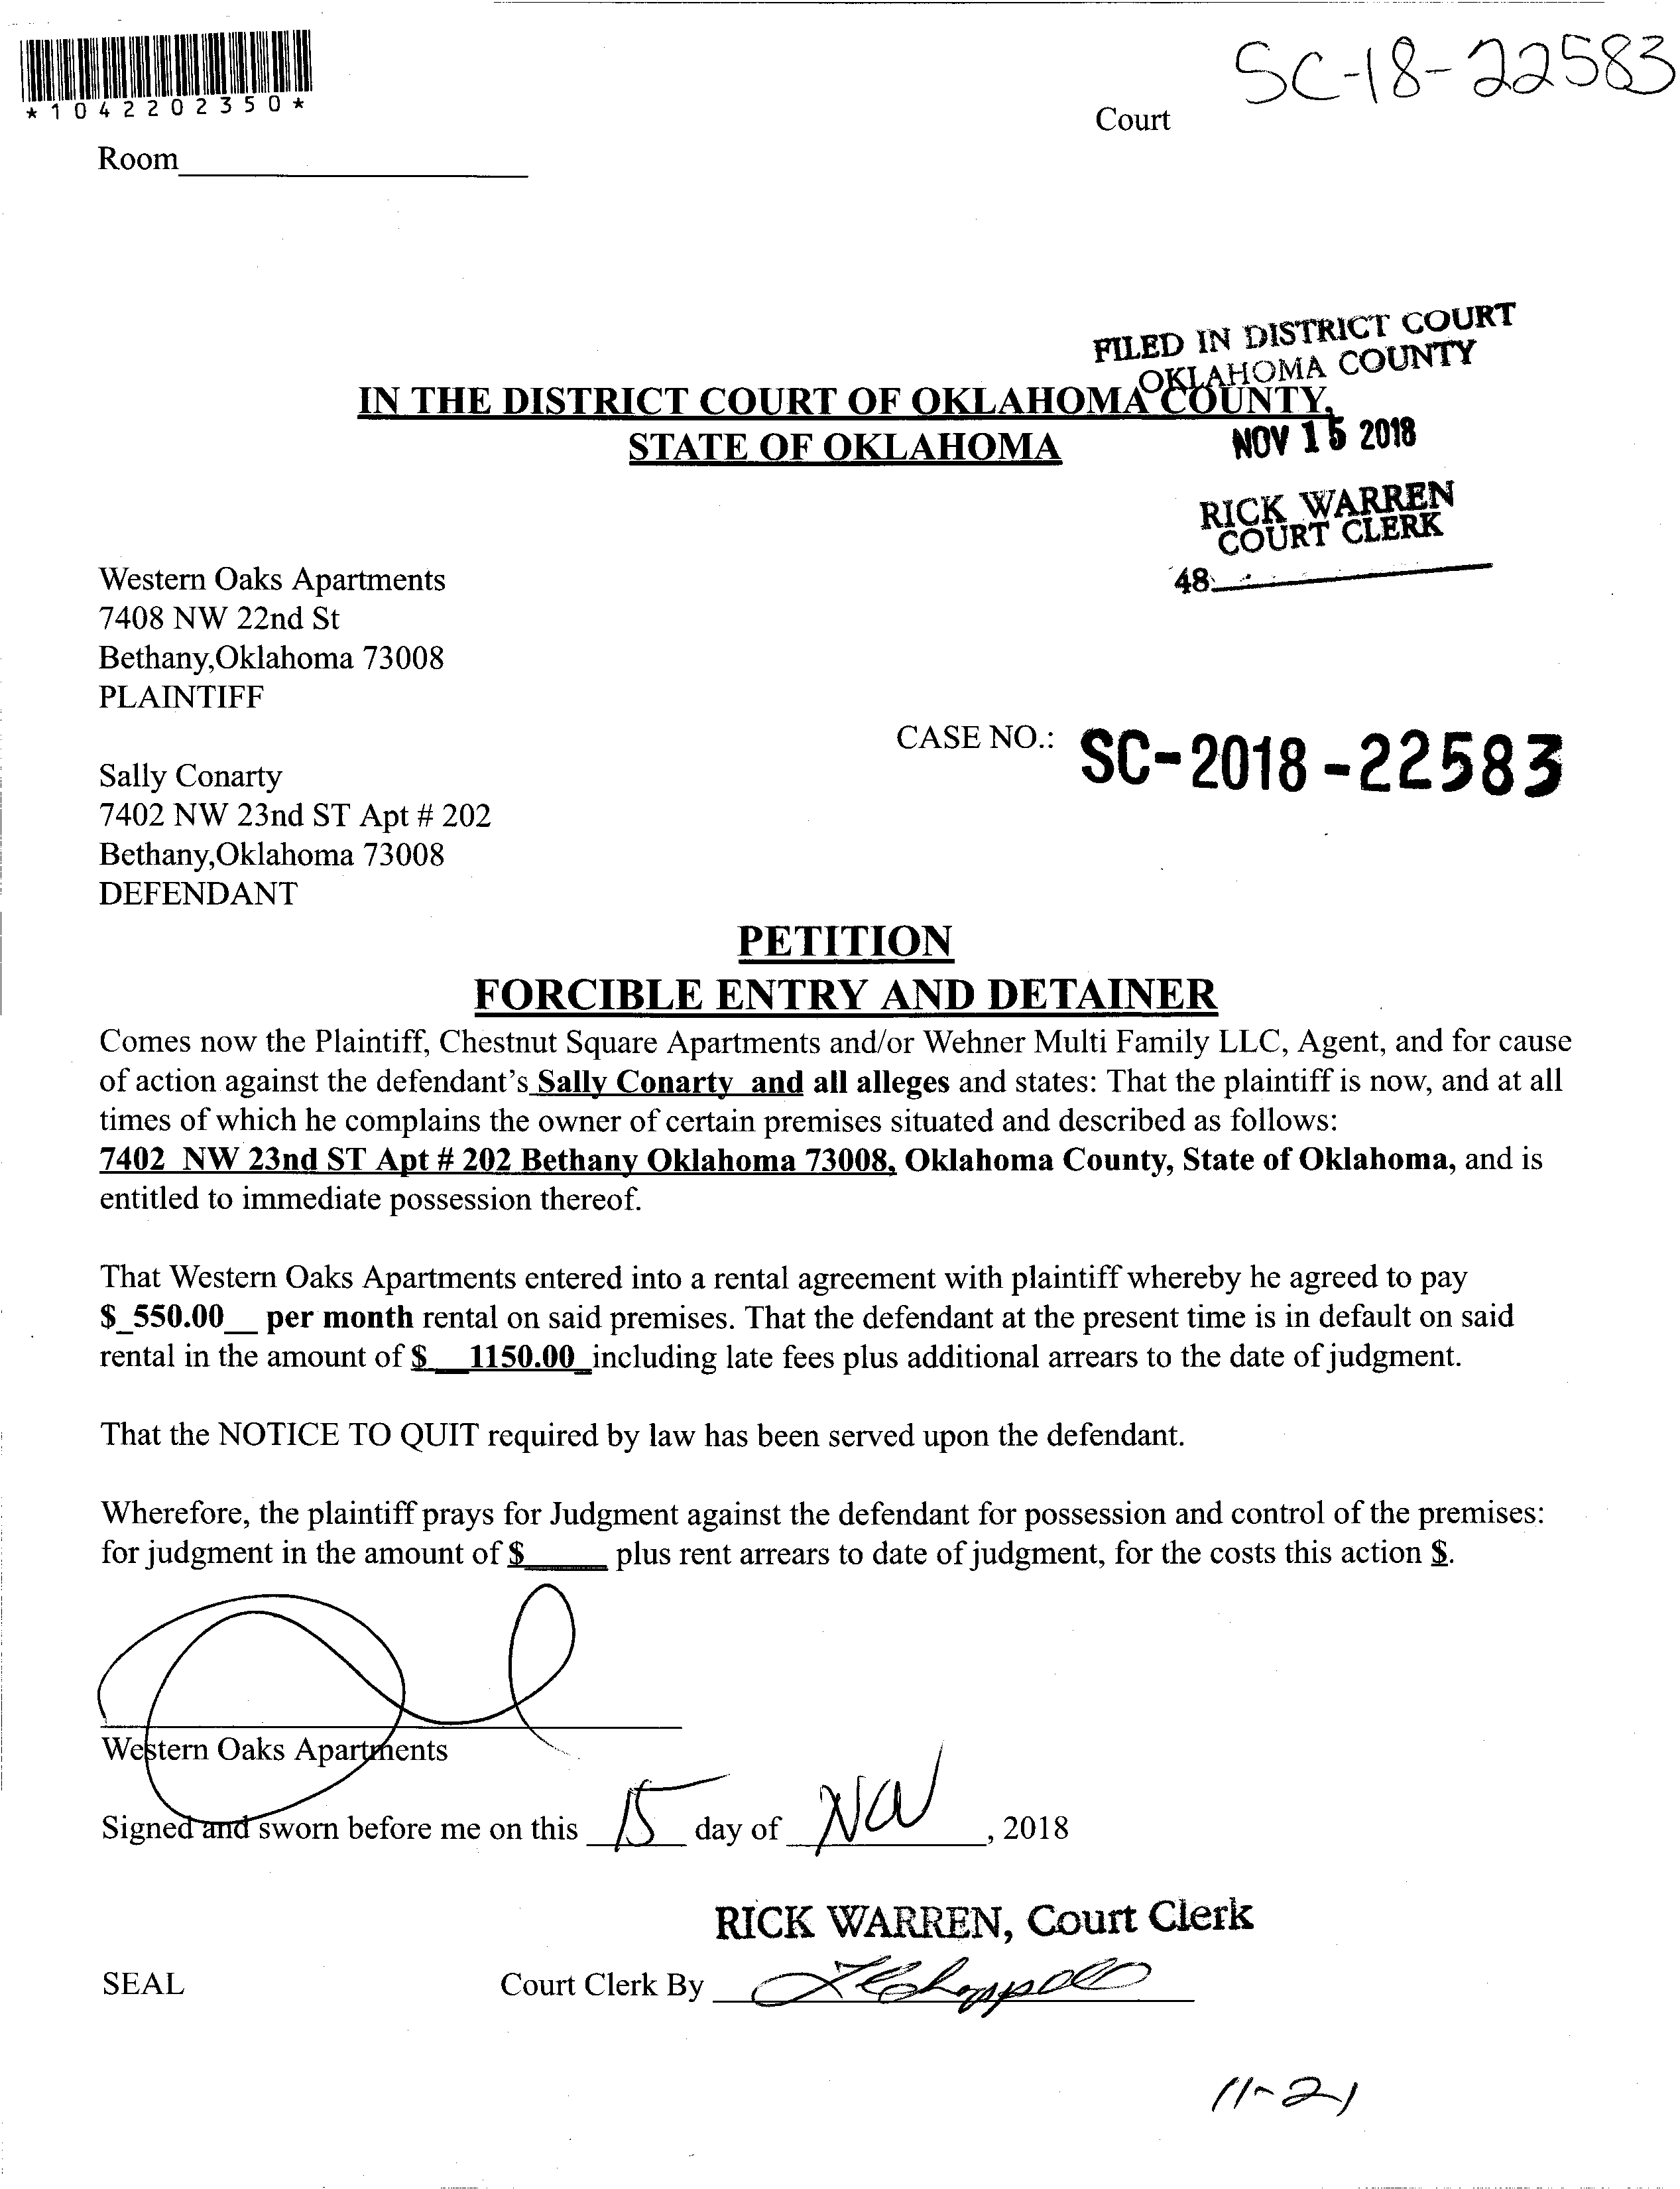 SC-18-22583
*1042202350*
Court
Room
FILED IN DISTRICT COURT
OKLAHOMA COUNTY
IN THE DISTRICT COURT OF OKLAHOMA COUNTY,
STATE OF OKLAHOMA
NOV 15 2018
RICK WARREN
COURT CLERK
48
Western Oaks Apartments
7408 NW 22nd St
Bethany,Oklahoma 73008
PLAINTIFF
CASE NO.: SC-2018-22583
Sally Conarty
7402 NW 23nd ST Apt # 202
Bethany,Oklahoma 73008
DEFENDANT
PETITION
FORCIBLE ENTRY AND DETAINER
Comes now the Plaintiff, Chestnut Square Apartments and/or Wehner Multi Family LLC, Agent, and for cause
of action against the defendant's Sally Conarty and all alleges and states: That the plaintiff is now, and at all
times of which he complains the owner of certain premises situated and described as follows:
7402 NW 23nd ST Apt # 202 Bethany Oklahoma 73008, Oklahoma County, State of Oklahoma, and is
entitled to immediate possession thereof.
That Western Oaks Apartments entered into a rental agreement with plaintiff whereby he agreed to pay
$_550.00__ per month rental on said premises. That the defendant at the present time is in default on said
rental in the amount of $__1150.00_including late fees plus additional arrears to the date of judgment.
That the NOTICE TO QUIT required by law has been served upon the defendant.
Wherefore, the plaintiff prays for Judgment against the defendant for possession and control of the premises:
for judgment in the amount of $_____ plus rent arrears to date of judgment, for the costs this action $.
Western Oaks Apartments
Signed and sworn before me on this 15 day of Nov, 2018
RICK WARREN, Court Clerk
SEAL Court Clerk By
11-21